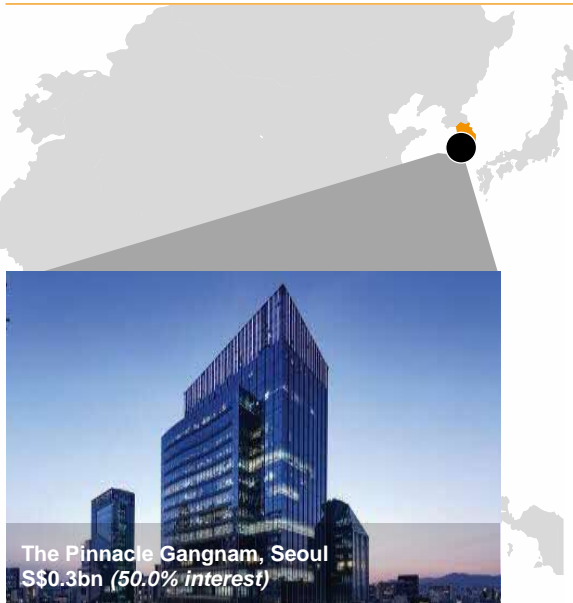 The Pinnacle Gangnam, Seoul
S$0.3bn (50.0% interest)